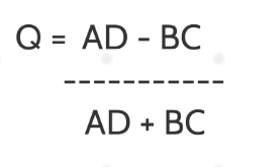 Q = AD - BC
-----------
AD + BC